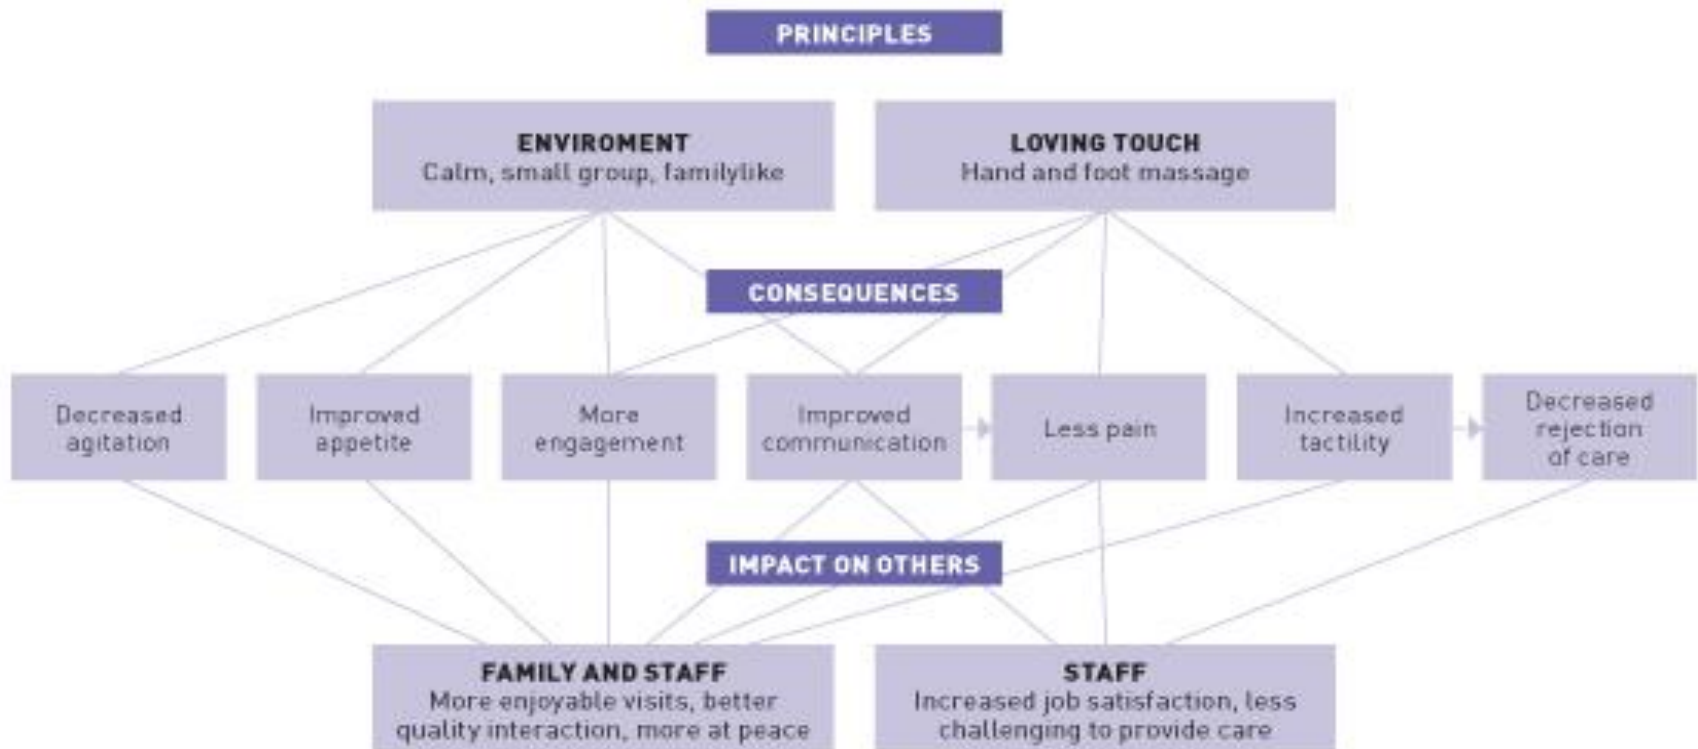 PRINCIPLES
ENVIROMENT
Calm, small group, familylike
LOVING TOUCH
Hand and foot massage
CONSEQUENCES
Decreased
agitation
Improved
appetite
More
engagement
Improved
communication
Less pain
Increased
tactility
Decreased
rejection
of care
IMPACT ON OTHERS
FAMILY AND STAFF
More enjoyable visits, better
quality interaction, more at peace
STAFF
Increased job satisfaction, less
challenging to provide care